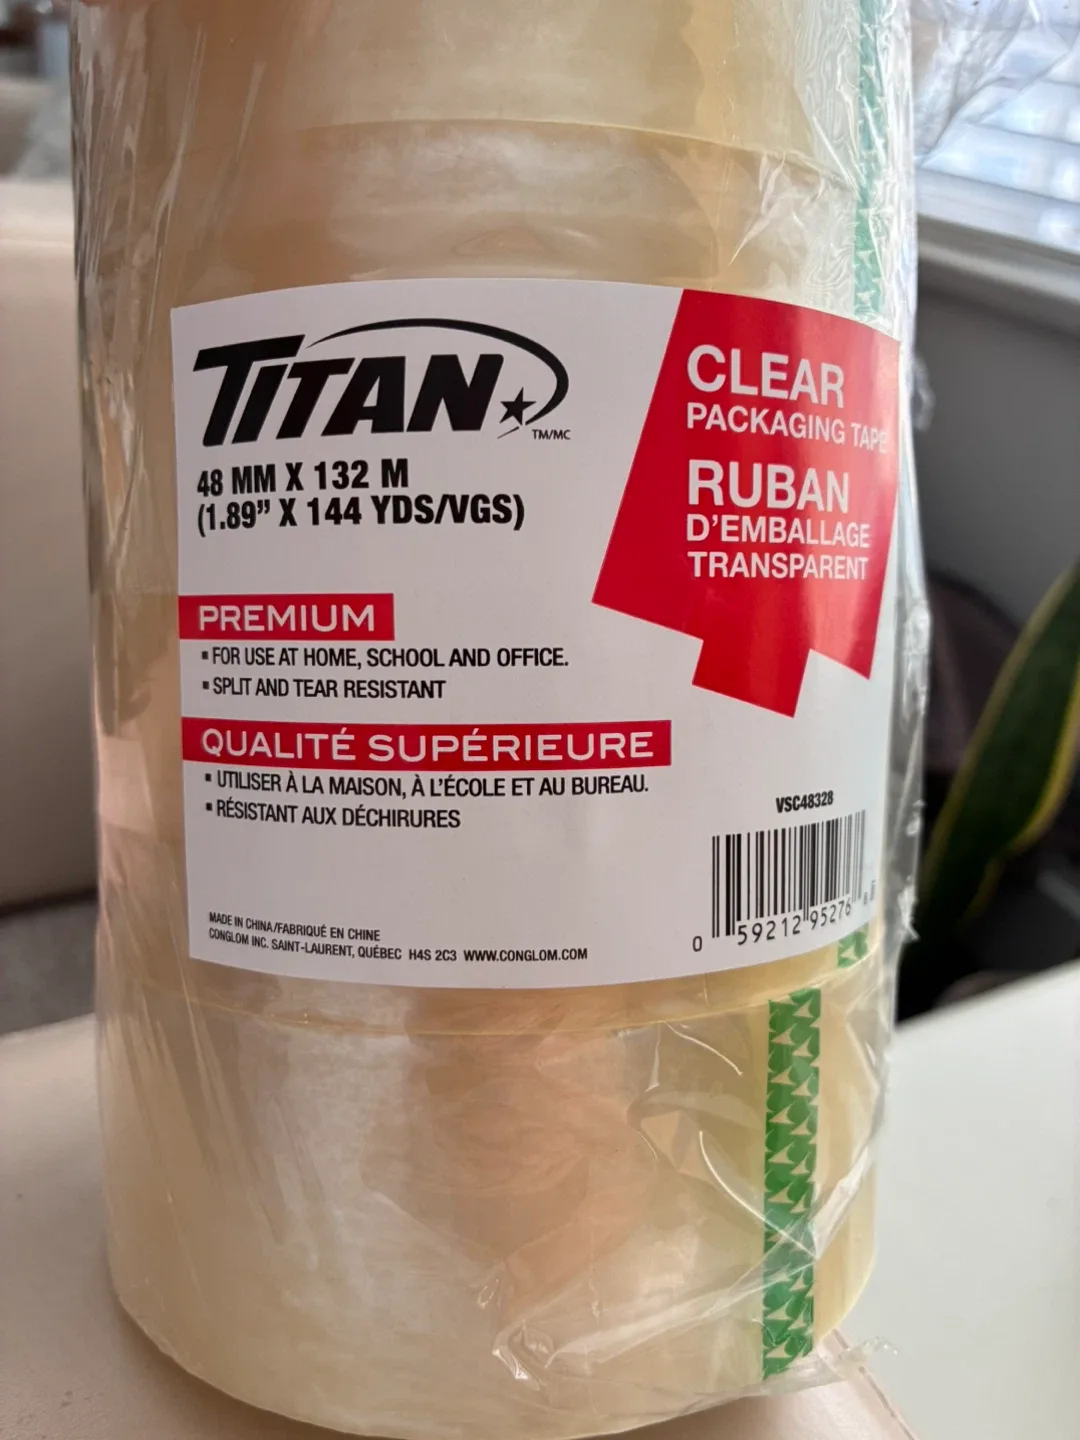 TITAN
TM/MC
48 MM X 132 M
(1.89” X 144 YDS/VGS)
CLEAR
PACKAGING TAPE
RUBAN
D'EMBALLAGE
TRANSPARENT
PREMIUM
▪ FOR USE AT HOME, SCHOOL AND OFFICE.
▪ SPLIT AND TEAR RESISTANT
QUALITÉ SUPÉRIEURE
▪ UTILISER À LA MAISON, À L'ÉCOLE ET AU BUREAU.
▪ RÉSISTANT AUX DÉCHIRURES
VSC48328
0 59212 95276 8
MADE IN CHINA/FABRIQUÉ EN CHINE
CONGLOM INC. SAINT-LAURENT, QUÉBEC H4S 2C3 WWW.CONGLOM.COM